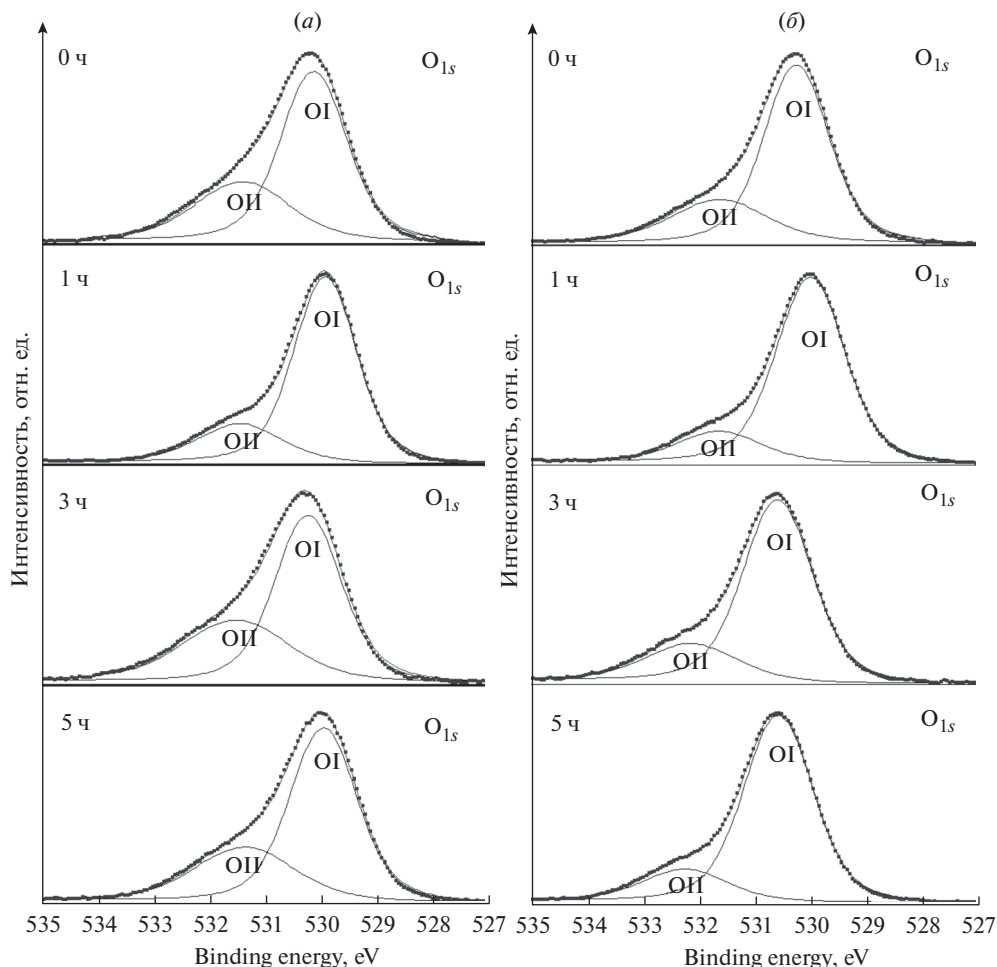 (а)
0 ч
O1s
OI
OII
1 ч
O1s
OI
OII
3 ч
O1s
OI
OII
5 ч
O1s
OI
OII
Интенсивность, отн. ед.
535 534 533 532 531 530 529 528 527
Binding energy, eV
(б)
0 ч
O1s
OI
OII
1 ч
O1s
OI
OII
3 ч
O1s
OI
OII
5 ч
O1s
OI
OII
Интенсивность, отн. ед.
535 534 533 532 531 530 529 528 527
Binding energy, eV